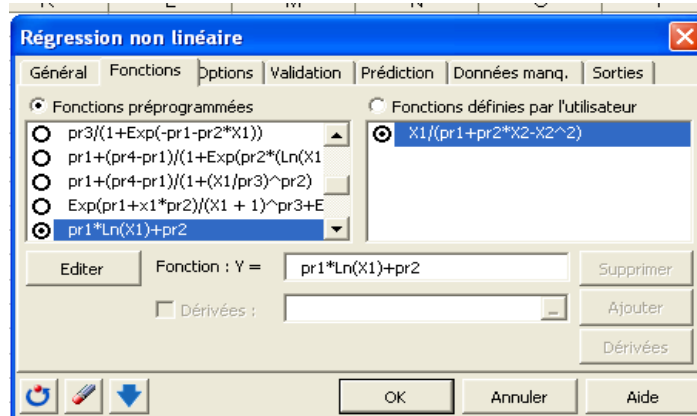 Régression non linéaire
Général Fonctions Options Validation Prédiction Données manq. Sorties
Fonctions préprogrammées
Fonctions définies par l'utilisateur
pr3/(1+Exp(-pr1-pr2*X1))
pr1+(pr4-pr1)/(1+Exp(pr2*(Ln(X1
pr1+(pr4-pr1)/(1+(X1/pr3)^pr2)
Exp(pr1+x1*pr2)/(X1 + 1)^pr3+E
pr1*Ln(X1)+pr2
X1/(pr1+pr2*X2-X2^2)
Editer
Fonction : Y =
pr1*Ln(X1)+pr2
Supprimer
Dérivées :
...
Ajouter
Dérivées
OK
Annuler
Aide